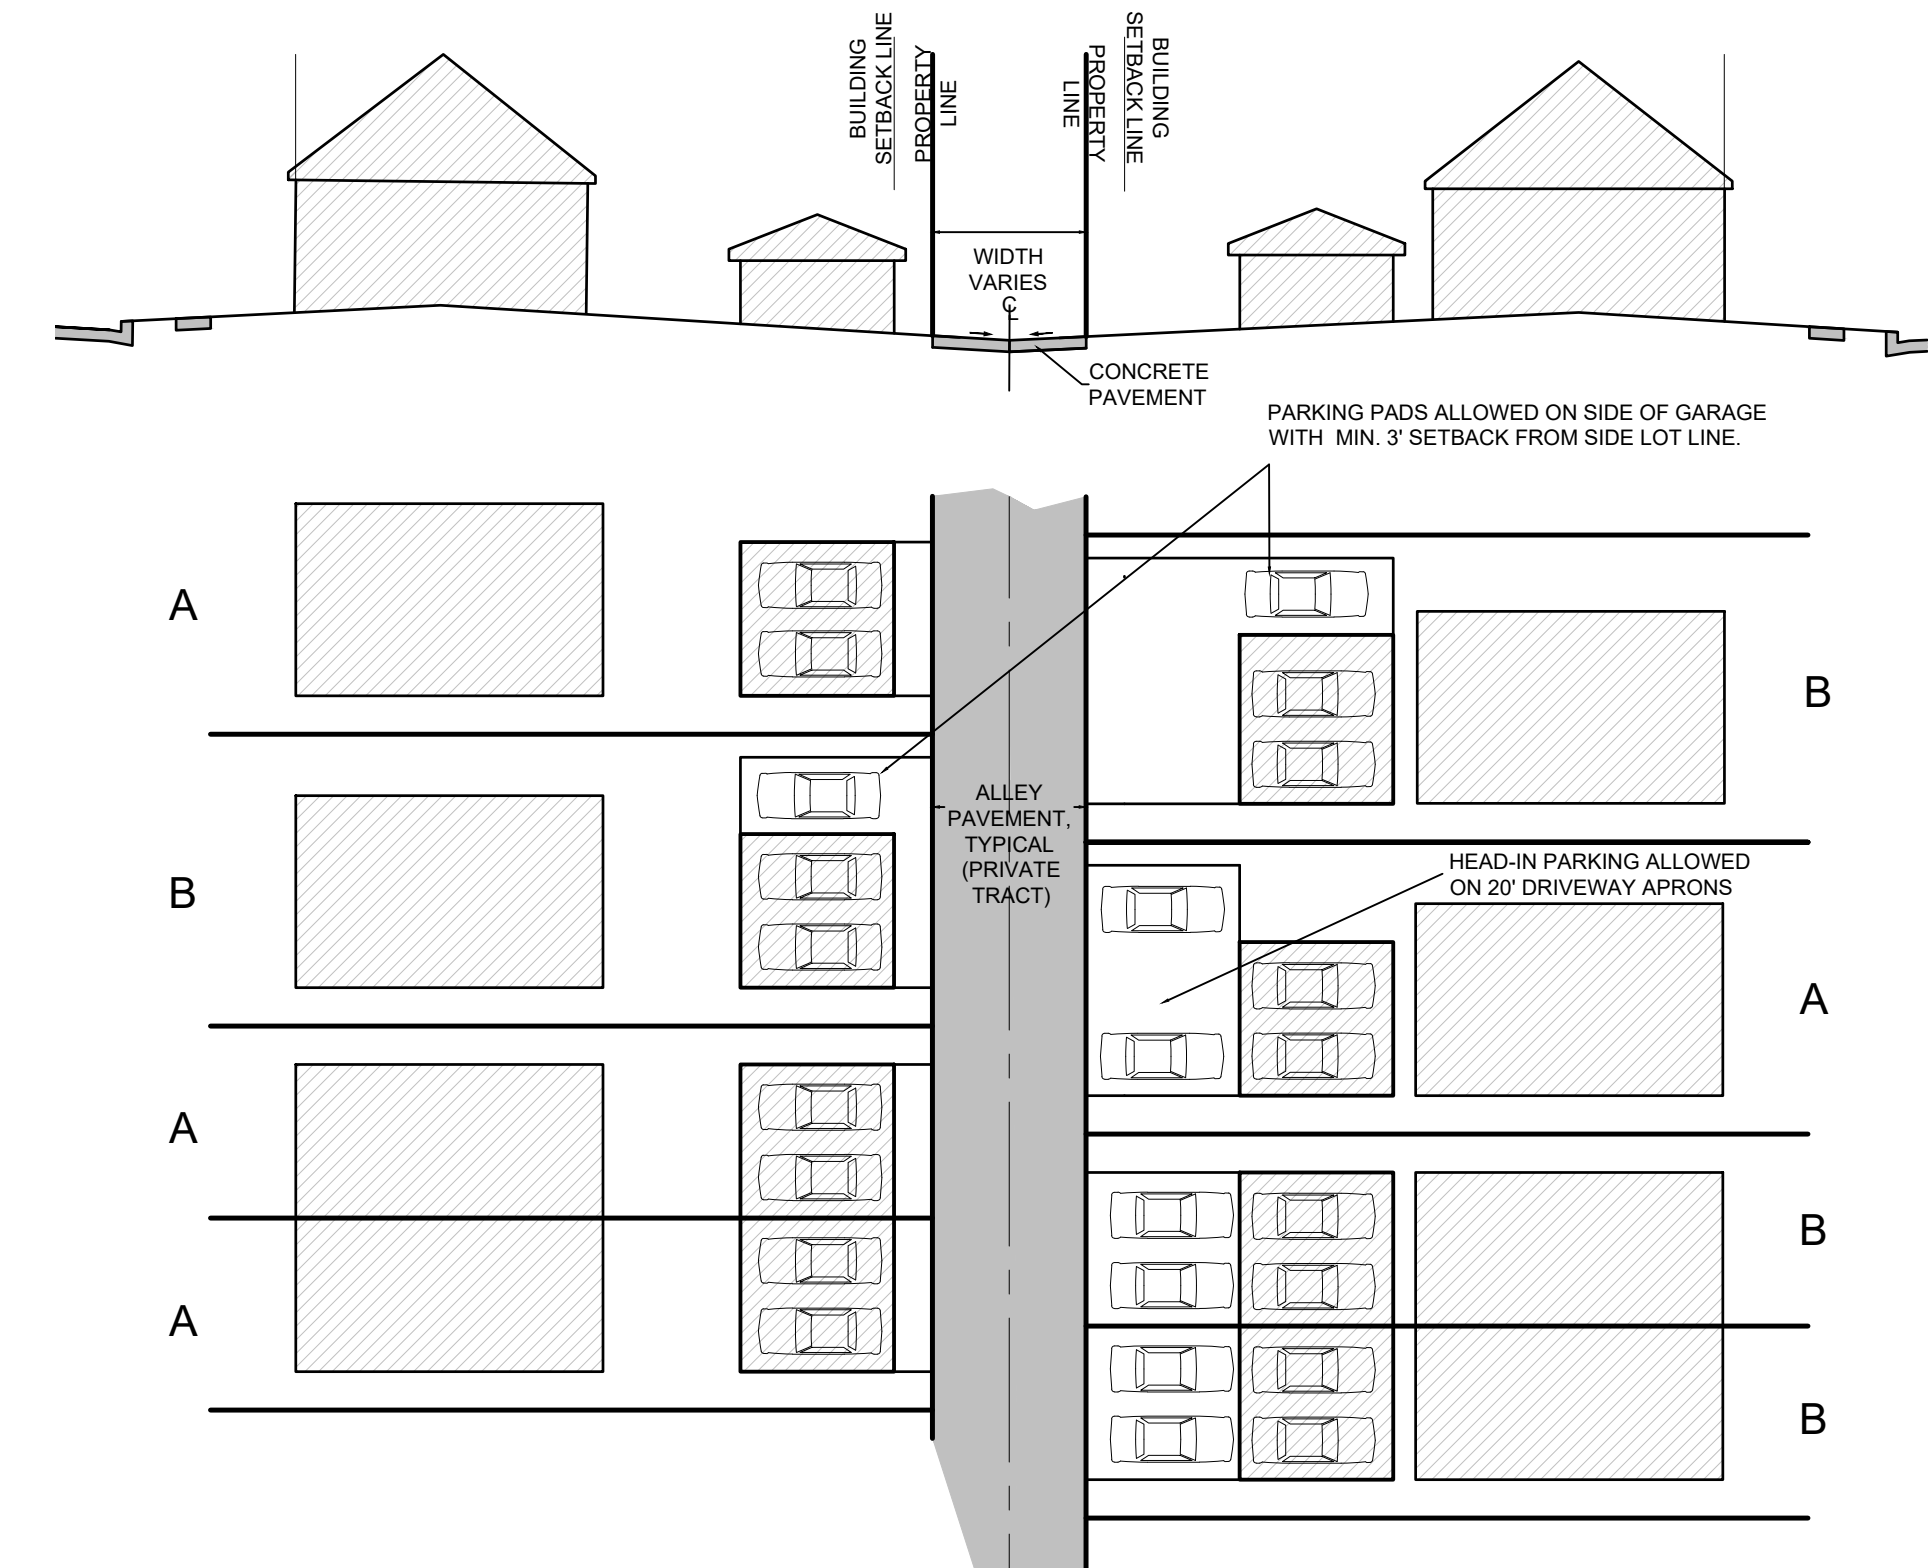 BUILDING
SETBACK LINE
PROPERTY
LINE
PROPERTY
LINE
BUILDING
SETBACK LINE
WIDTH
VARIES
℄
CONCRETE
PAVEMENT
PARKING PADS ALLOWED ON SIDE OF GARAGE
WITH MIN. 3' SETBACK FROM SIDE LOT LINE.
A
B
ALLEY
PAVEMENT,
TYPICAL
(PRIVATE
TRACT)
HEAD-IN PARKING ALLOWED
ON 20' DRIVEWAY APRONS
B
A
A
B
A
B